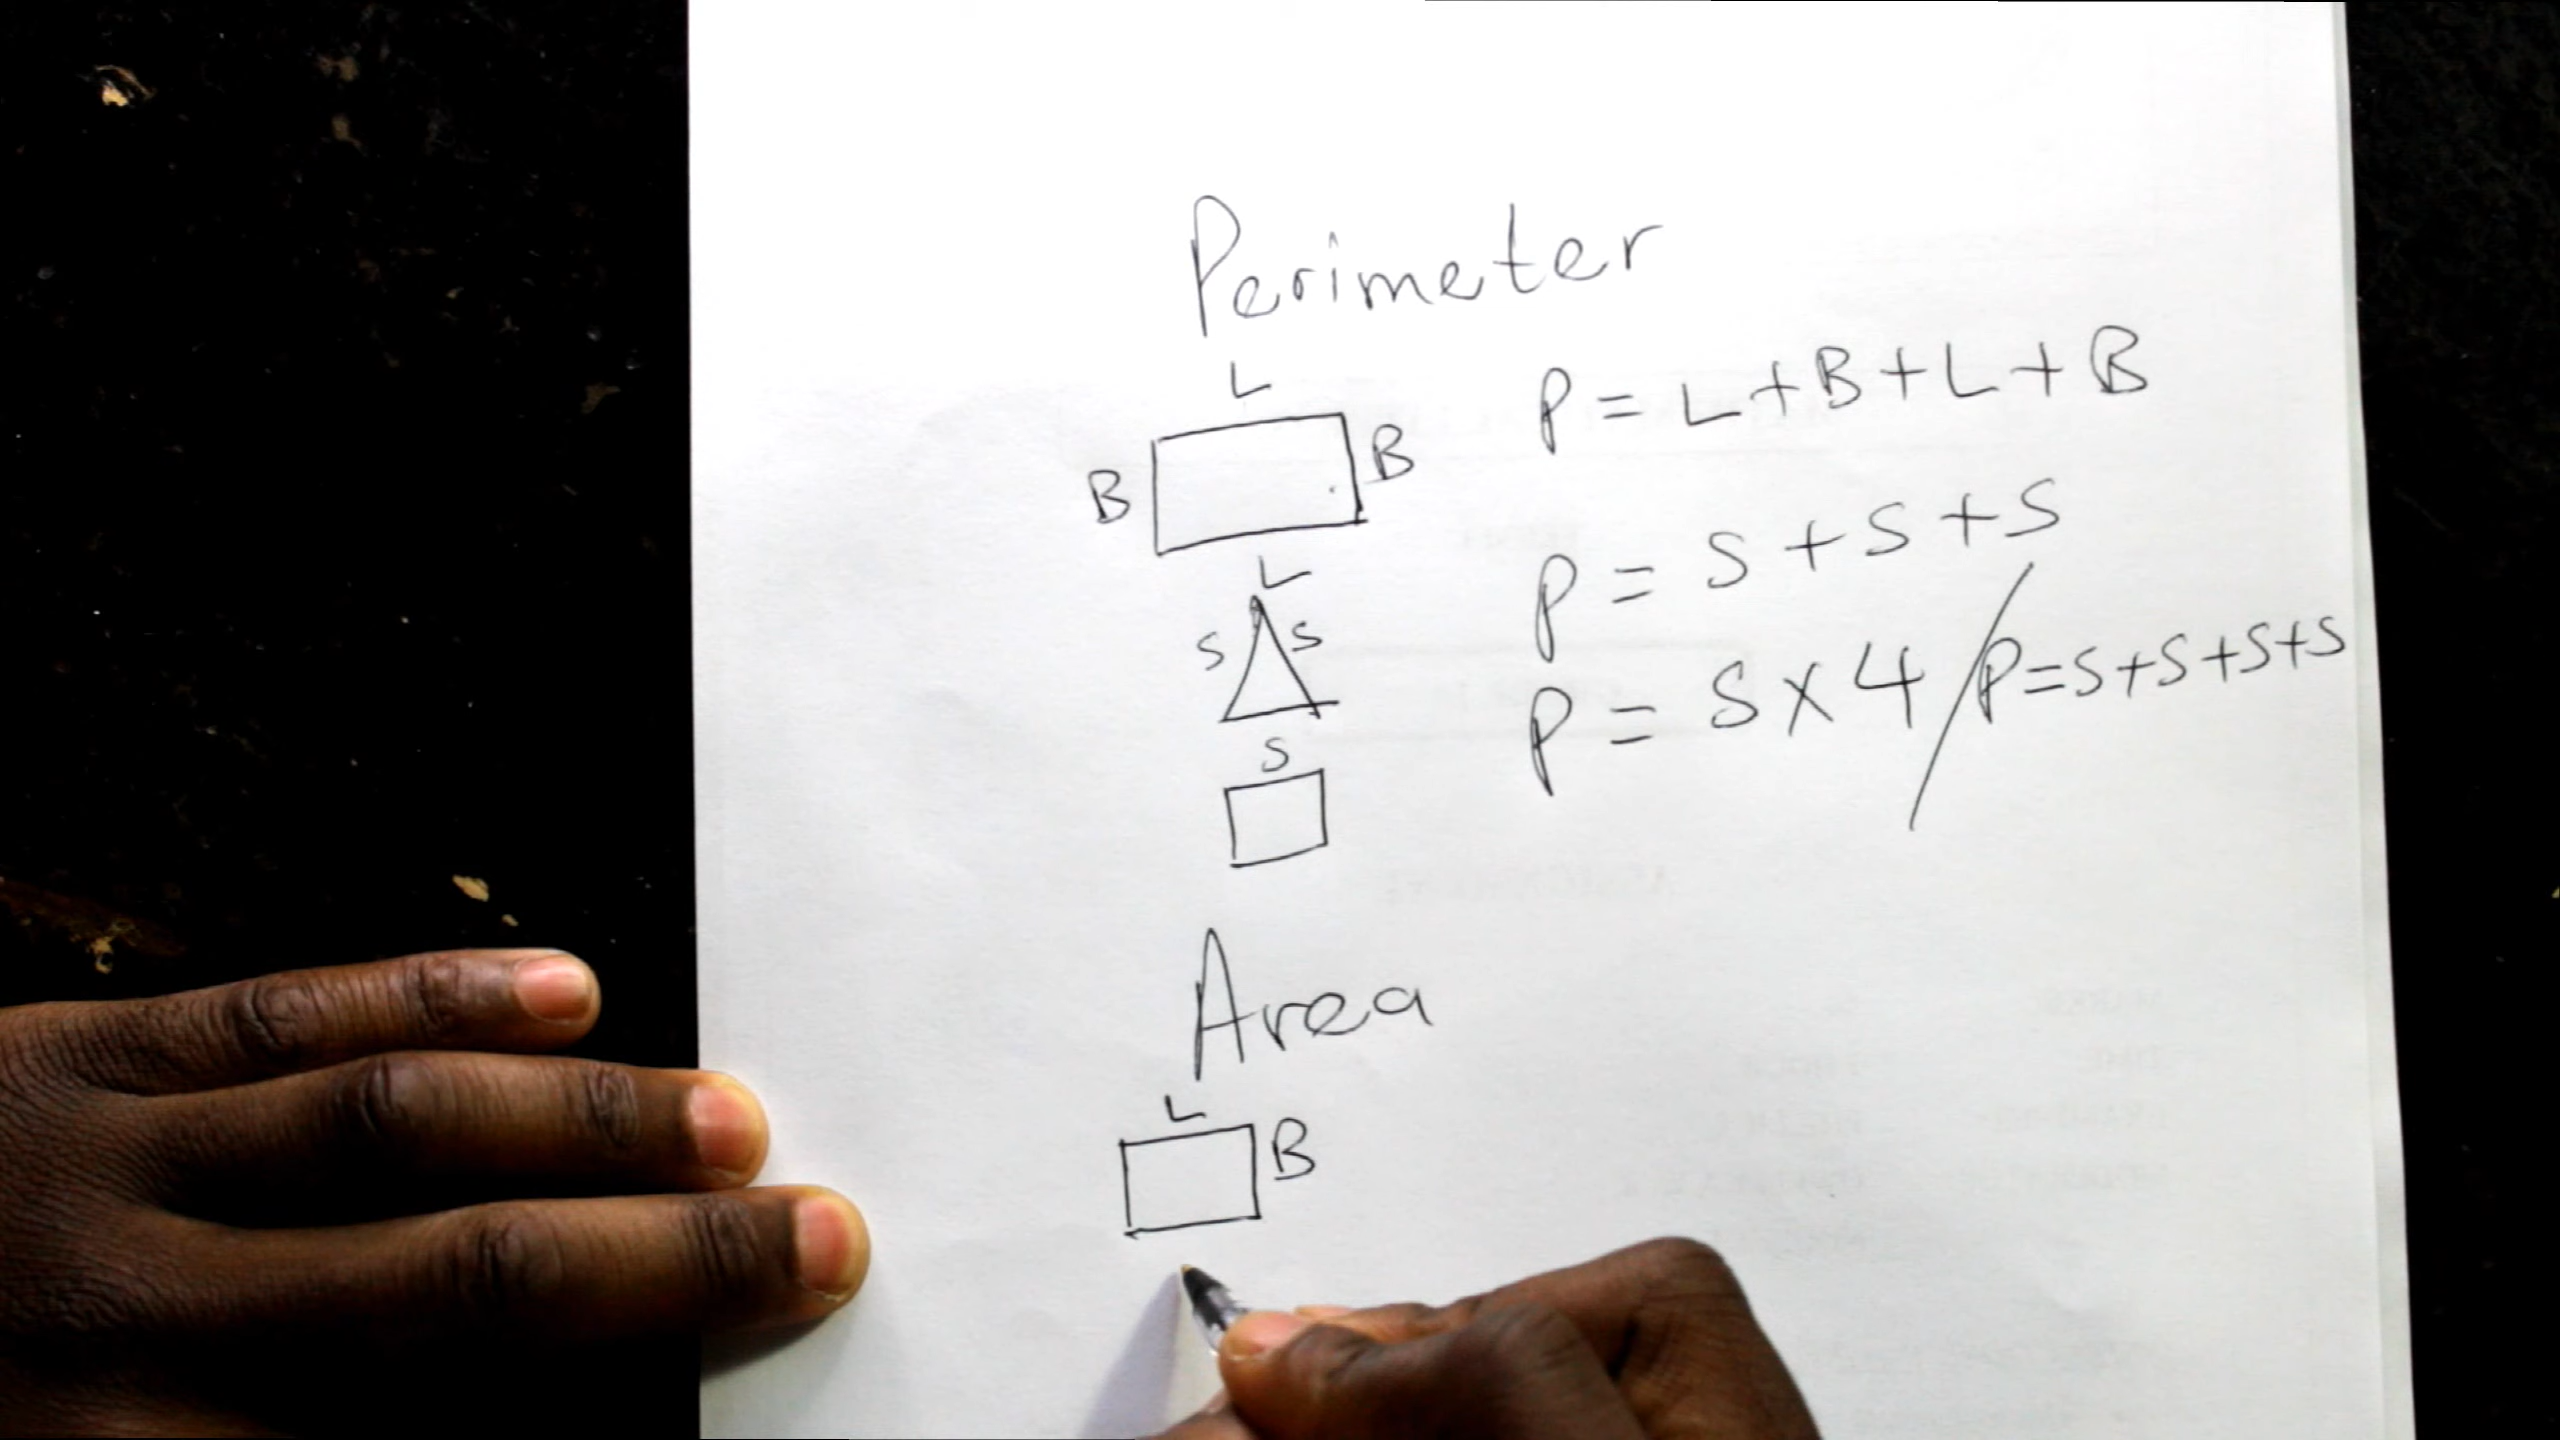 Perimeter
L
B B P = L + B + L + B
L
S S P = S + S + S
S
P = S x 4 / P = S + S + S + S
Area
L
B